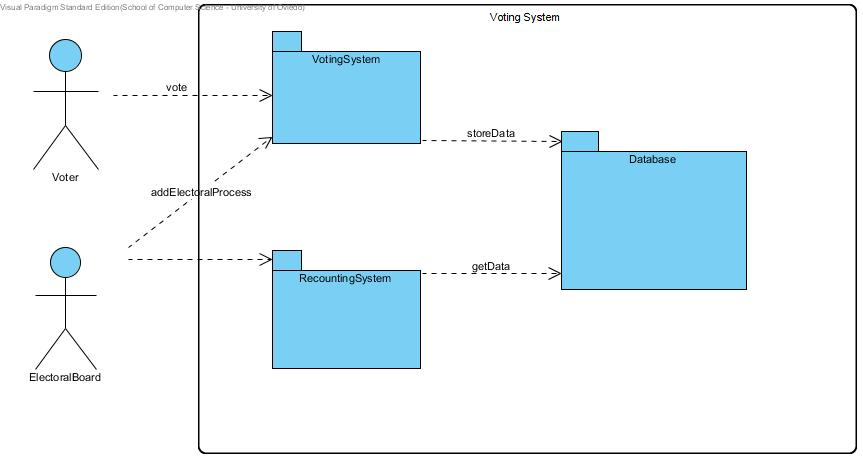 Visual Paradigm Standard Edition(School of Computer Science - University of Oviedo)
Voting System
VotingSystem
vote
storeData
Database
Voter
addElectoralProcess
getData
RecountingSystem
ElectoralBoard